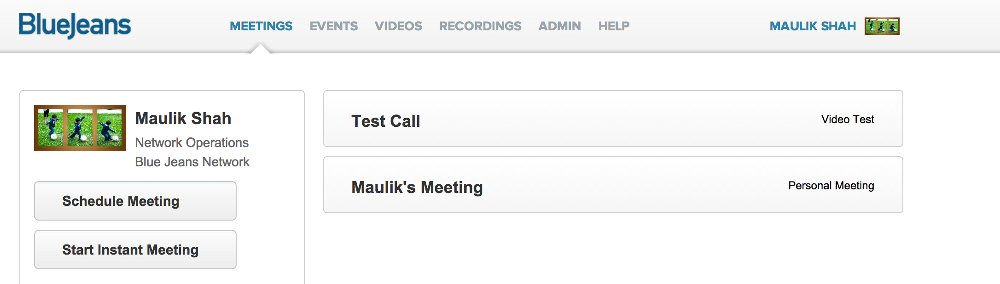 BlueJeans
MEETINGS EVENTS VIDEOS RECORDINGS ADMIN HELP
MAULIK SHAH
Maulik Shah
Network Operations
Blue Jeans Network
Schedule Meeting
Start Instant Meeting
Test Call
Video Test
Maulik's Meeting
Personal Meeting